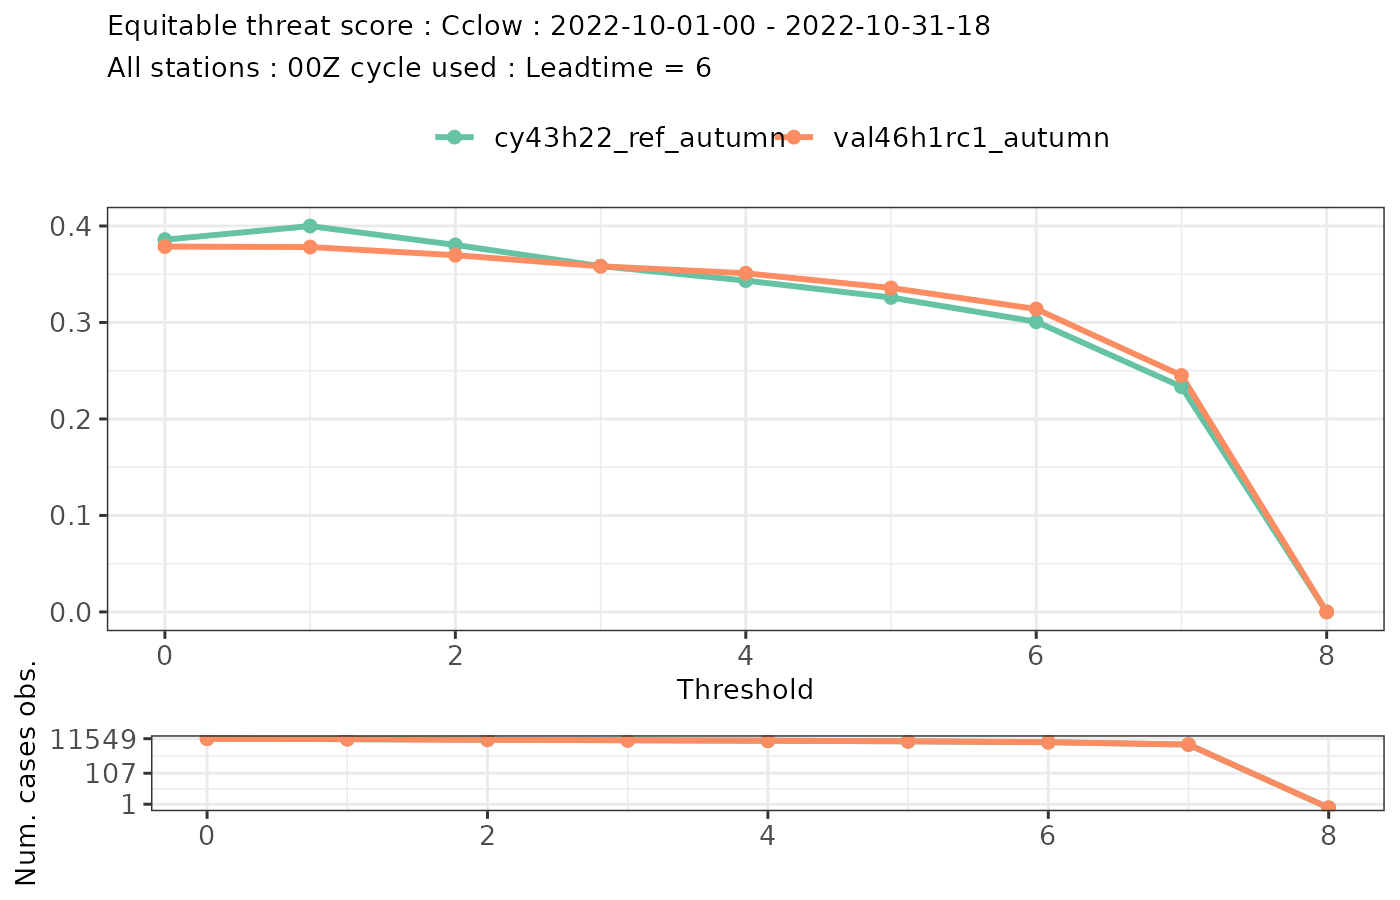 Equitable threat score : Cclow : 2022-10-01-00 - 2022-10-31-18
All stations : 00Z cycle used : Leadtime = 6
cy43h22_ref_autumn val46h1rc1_autumn
0.4
0.3
0.2
0.1
0.0
0 2 4 6 8
Threshold
Num. cases obs.
11549
107
1
0 2 4 6 8